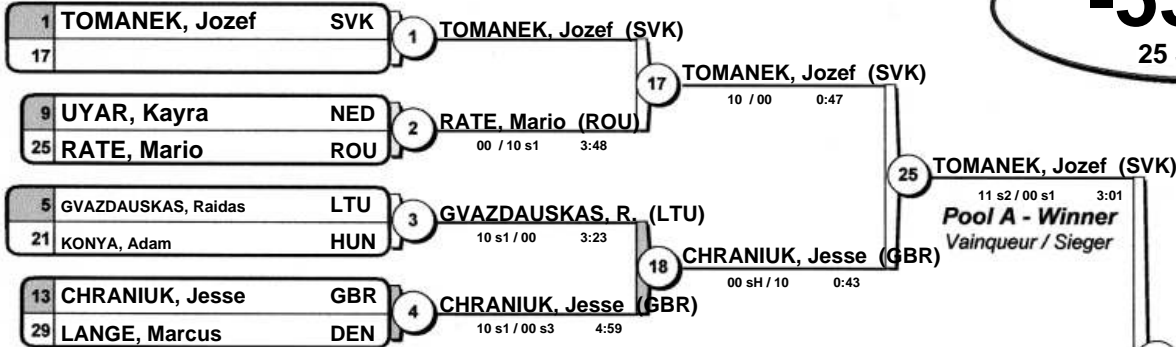 1 TOMANEK, Jozef SVK
17
1
TOMANEK, Jozef (SVK)
9 UYAR, Kayra NED
25 RATE, Mario ROU
2
RATE, Mario (ROU)
00 / 10 s1 3:48
17
TOMANEK, Jozef (SVK)
10 / 00 0:47
5 GVAZDAUSKAS, Raidas LTU
21 KONYA, Adam HUN
3
GVAZDAUSKAS, R. (LTU)
10 s1 / 00 3:23
13 CHRANIUK, Jesse GBR
29 LANGE, Marcus DEN
4
CHRANIUK, Jesse (GBR)
10 s1 / 00 s3 4:59
18
CHRANIUK, Jesse (GBR)
00 sH / 10 0:43
25
TOMANEK, Jozef (SVK)
11 s2 / 00 s1 3:01
Pool A - Winner
Vainqueur / Sieger
25